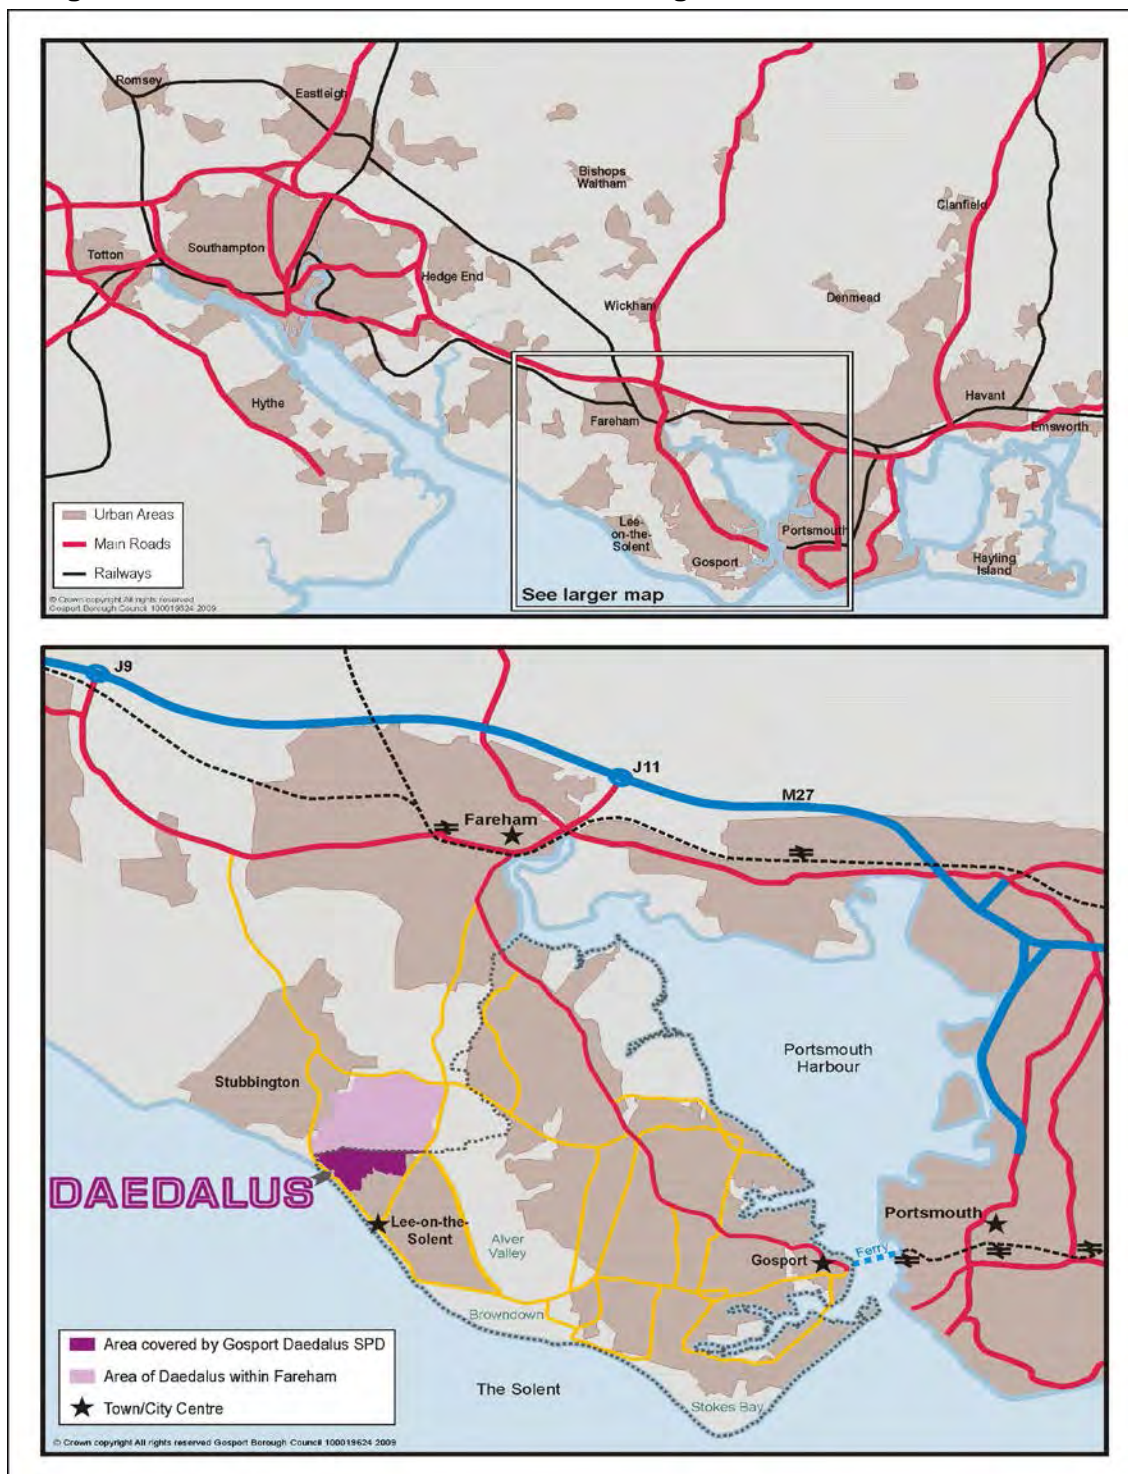 Romsey
Eastleigh
Bishops
Waltham
Clanfield
Totton
Southampton
Hedge End
Wickham
Denmead
Hythe
Fareham
Havant
Emsworth
Lee-
on-the-
Solent
Portsmouth
Gosport
Hayling
Island
Urban Areas
Main Roads
Railways
See larger map
© Crown copyright All rights reserved
Gosport Borough Council 100019624 2009
J9
J11
M27
Fareham
Portsmouth
Harbour
Stubbington
DAEDALUS
Lee-on-the-
Solent
Alver
Valley
Portsmouth
Ferry
Gosport
Browndown
The Solent
Stokes Bay
Area covered by Gosport Daedalus SPD
Area of Daedalus within Fareham
Town/City Centre
© Crown copyright All rights reserved Gosport Borough Council 100019624 2009